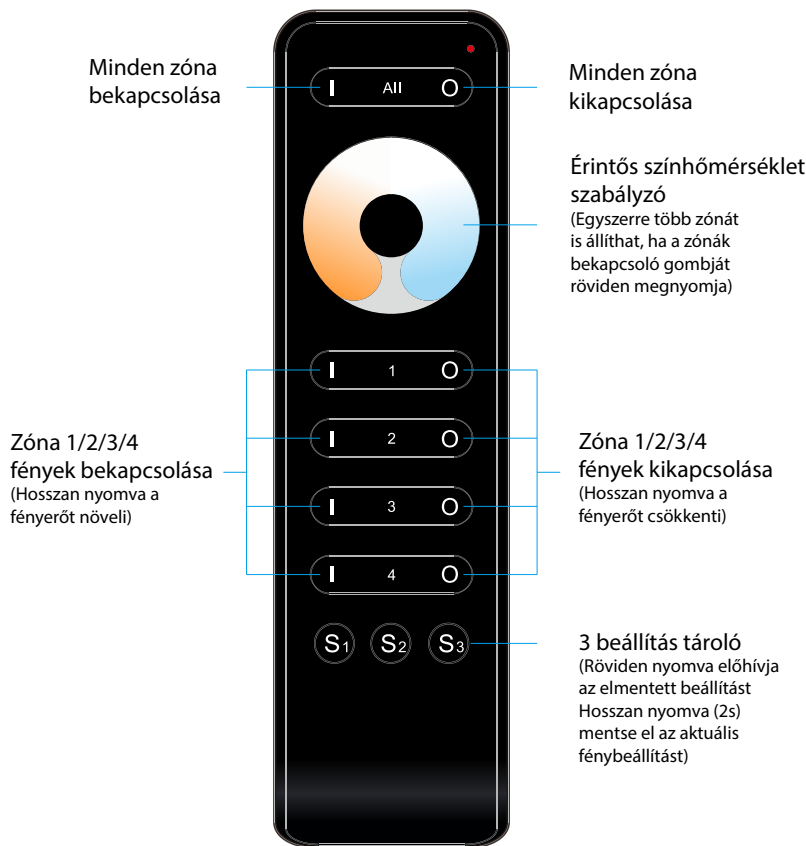 Minden zóna
bekapcsolása
I All O
Minden zóna
kikapcsolása
Érintős színhőmérséklet
szabályzó
(Egyszerre több zónát
is állíthat, ha a zónák
bekapcsoló gombját
röviden megnyomja)
I 1 O
I 2 O
I 3 O
I 4 O
Zóna 1/2/3/4
fények bekapcsolása
(Hosszan nyomva a
fényerőt növeli)
Zóna 1/2/3/4
fények kikapcsolása
(Hosszan nyomva a
fényerőt csökkenti)
S1 S2 S3
3 beállítás tároló
(Röviden nyomva előhívja
az elmentett beállítást
Hosszan nyomva (2s)
mentse el az aktuális
fénybeállítást)